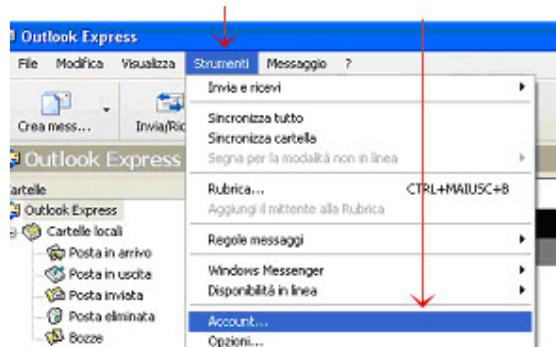 Outlook Express
File Modifica Visualizza Strumenti Messaggio ?
Crea mess... Invia/Ric
Outlook Express
artelle
Outlook Express
Cartelle locali
Posta in arrivo
Posta in uscita
Posta inviata
Posta eliminata
Bozze
Invia e ricevi
Sincronizza tutto
Sincronizza cartella
Segna per la modalità non in linea
Rubrica... CTRL+MAIUSC+B
Aggiungi il mittente alla Rubrica
Regole messaggi
Windows Messenger
Disponibilità in linea
Account...
Opzioni...